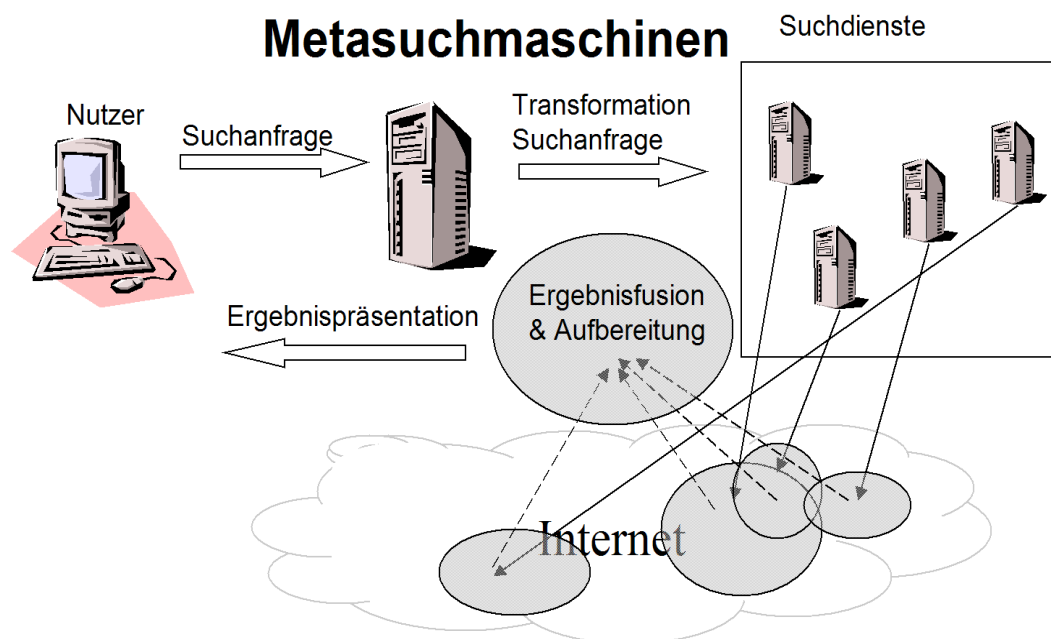 Metasuchmaschinen
Suchdienste
Nutzer
Suchanfrage
Transformation
Suchanfrage
Ergebnisfusion
& Aufbereitung
Ergebnispräsentation
Internet